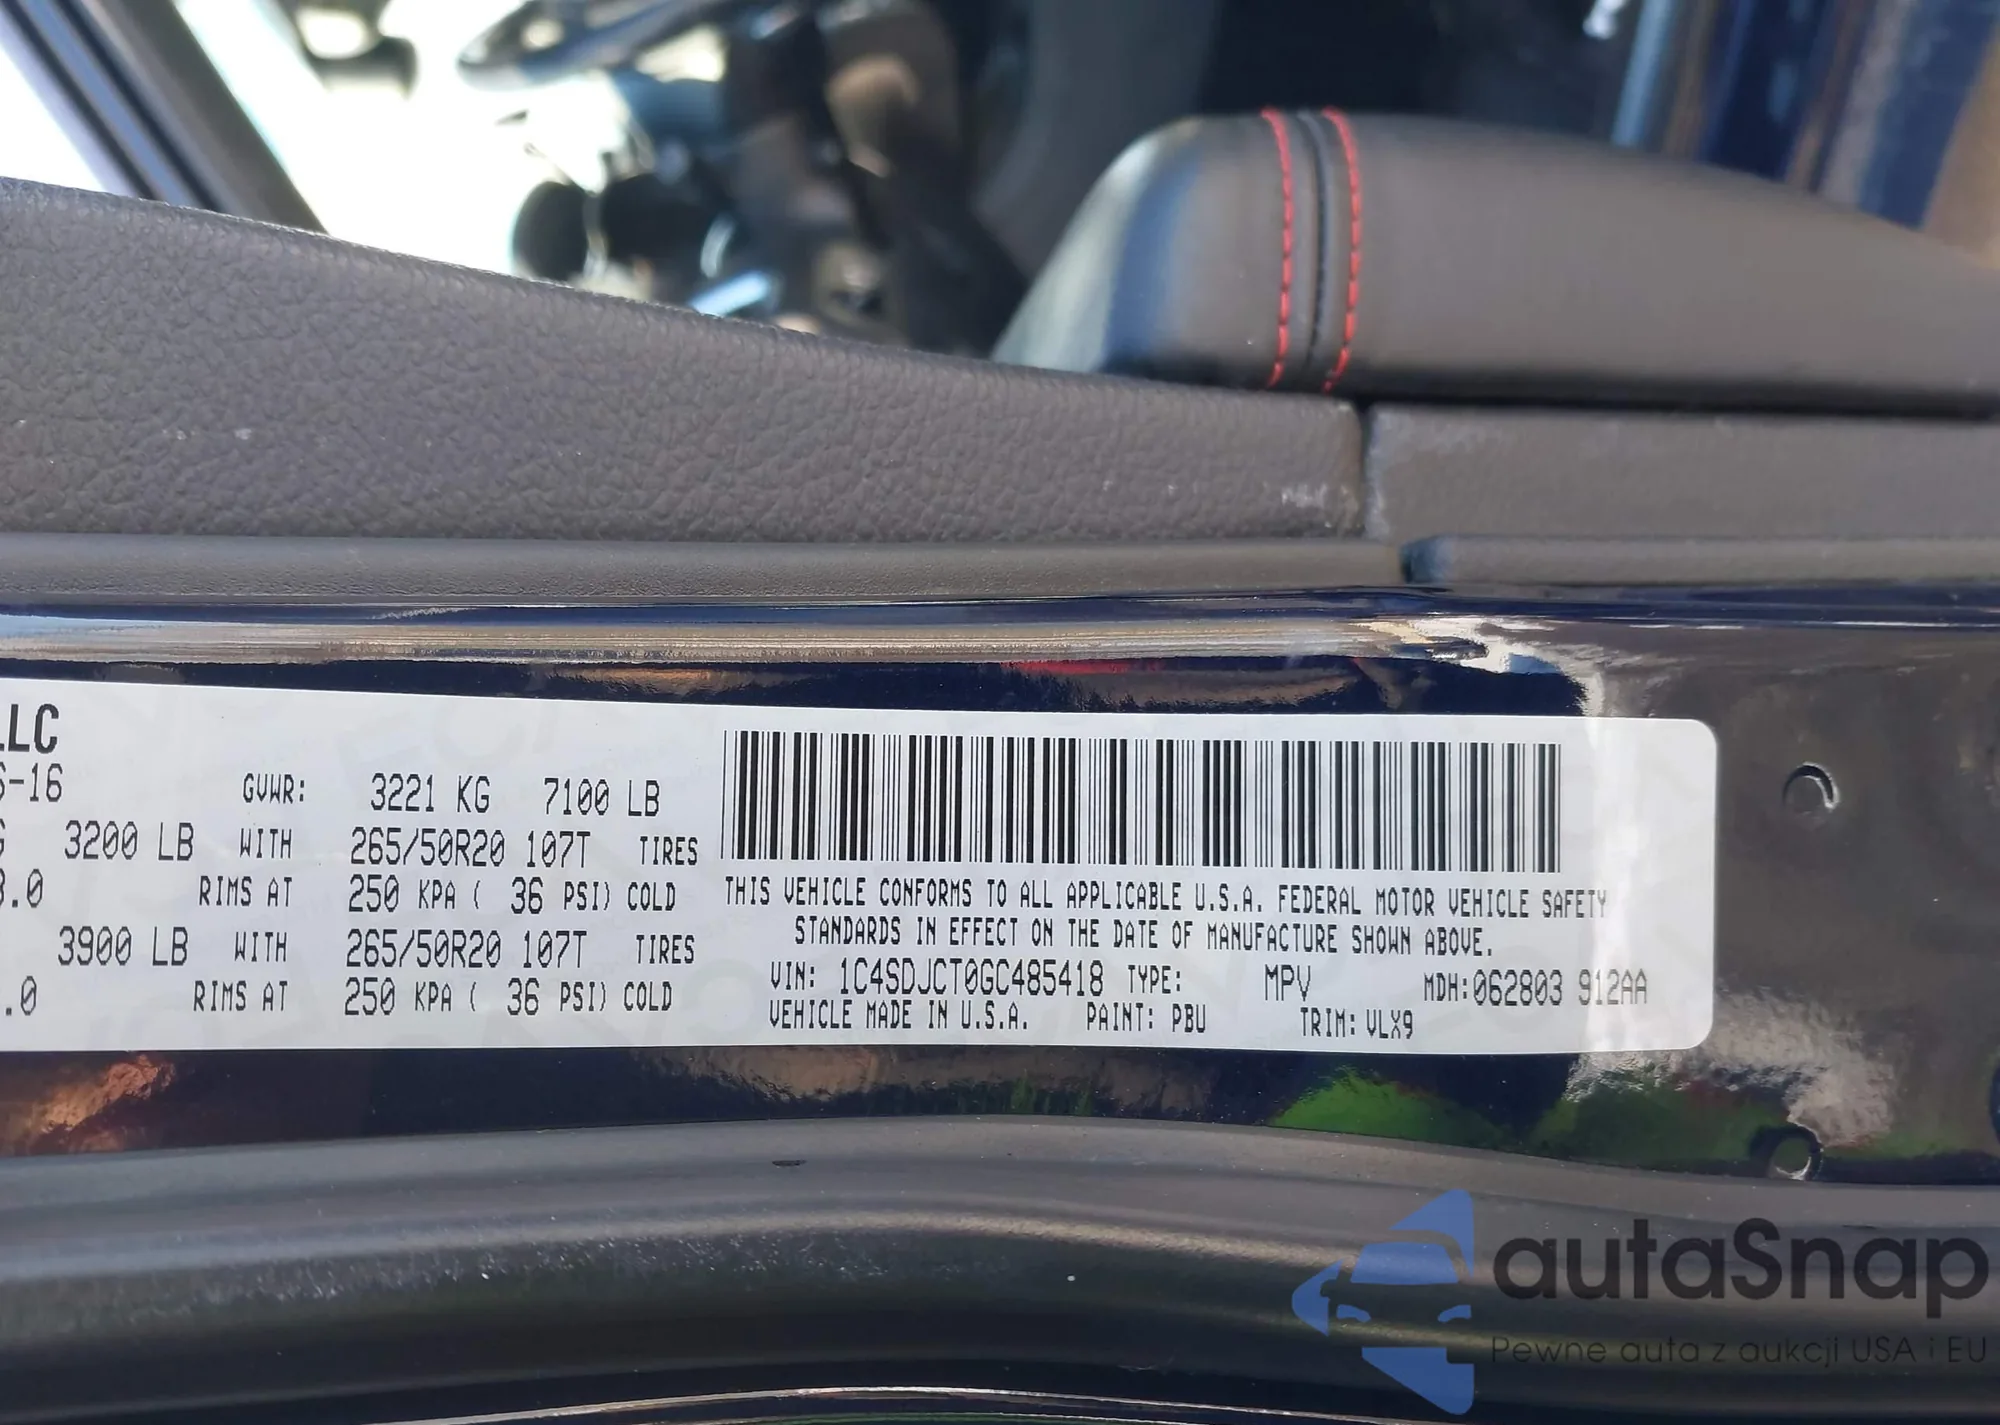 LLC
6-16 GVWR: 3221 KG 7100 LB
G 3200 LB WITH 265/50R20 107T TIRES
8.0 RIMS AT 250 KPA ( 36 PSI) COLD
3900 LB WITH 265/50R20 107T TIRES
.0 RIMS AT 250 KPA ( 36 PSI) COLD
THIS VEHICLE CONFORMS TO ALL APPLICABLE U.S.A. FEDERAL MOTOR VEHICLE SAFETY
STANDARDS IN EFFECT ON THE DATE OF MANUFACTURE SHOWN ABOVE.
VIN: 1C4SDJCT0GC485418 TYPE: MPV MDH:062803 912AA
VEHICLE MADE IN U.S.A. PAINT: PBU TRIM: VLX9
autaSnap
Pewne auta z aukcji USA i EU